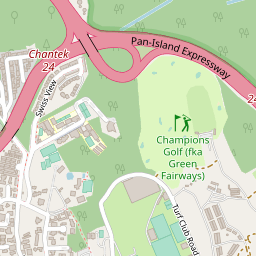 Chantek
24
Pan-Island Expressway
24
Swiss View
Champions
Golf (fka
Green
Fairways)
Turf Club Road